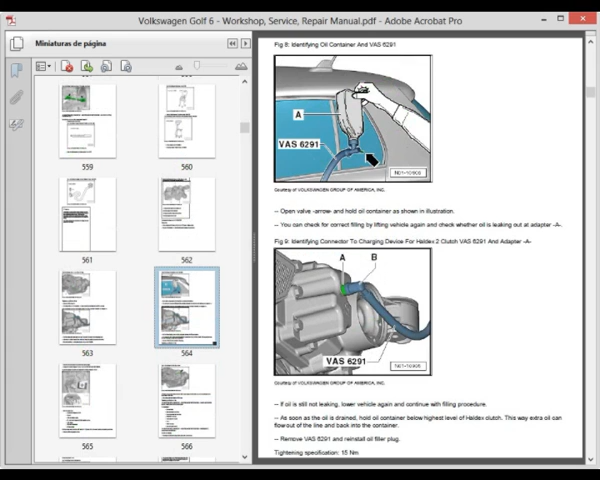 Volkswagen Golf 6 - Workshop, Service, Repair Manual.pdf - Adobe Acrobat Pro
Miniaturas de página
559
560
561
562
563
564
565
566
Fig 8: Identifying Oil Container And VAS 6291
A
VAS 6291
Courtesy of VOLKSWAGEN GROUP OF AMERICA, INC.
-- Open valve -arrow- and hold oil container as shown in illustration.
-- You can check for correct filling by lifting vehicle again and check whether oil is leaking out at adapter -A-.
Fig 9: Identifying Connector To Charging Device For Haldex 2 Clutch VAS 6291 And Adapter -A-
A
B
VAS 6291
Courtesy of VOLKSWAGEN GROUP OF AMERICA, INC.
-- If oil is still not leaking, lower vehicle again and continue with filling procedure.
-- As soon as the oil is drained, hold oil container below highest level of Haldex clutch. This way extra oil can
flow out of the line and back into the container.
-- Remove VAS 6291 and reinstall oil filler plug.
Tightening specification: 15 Nm